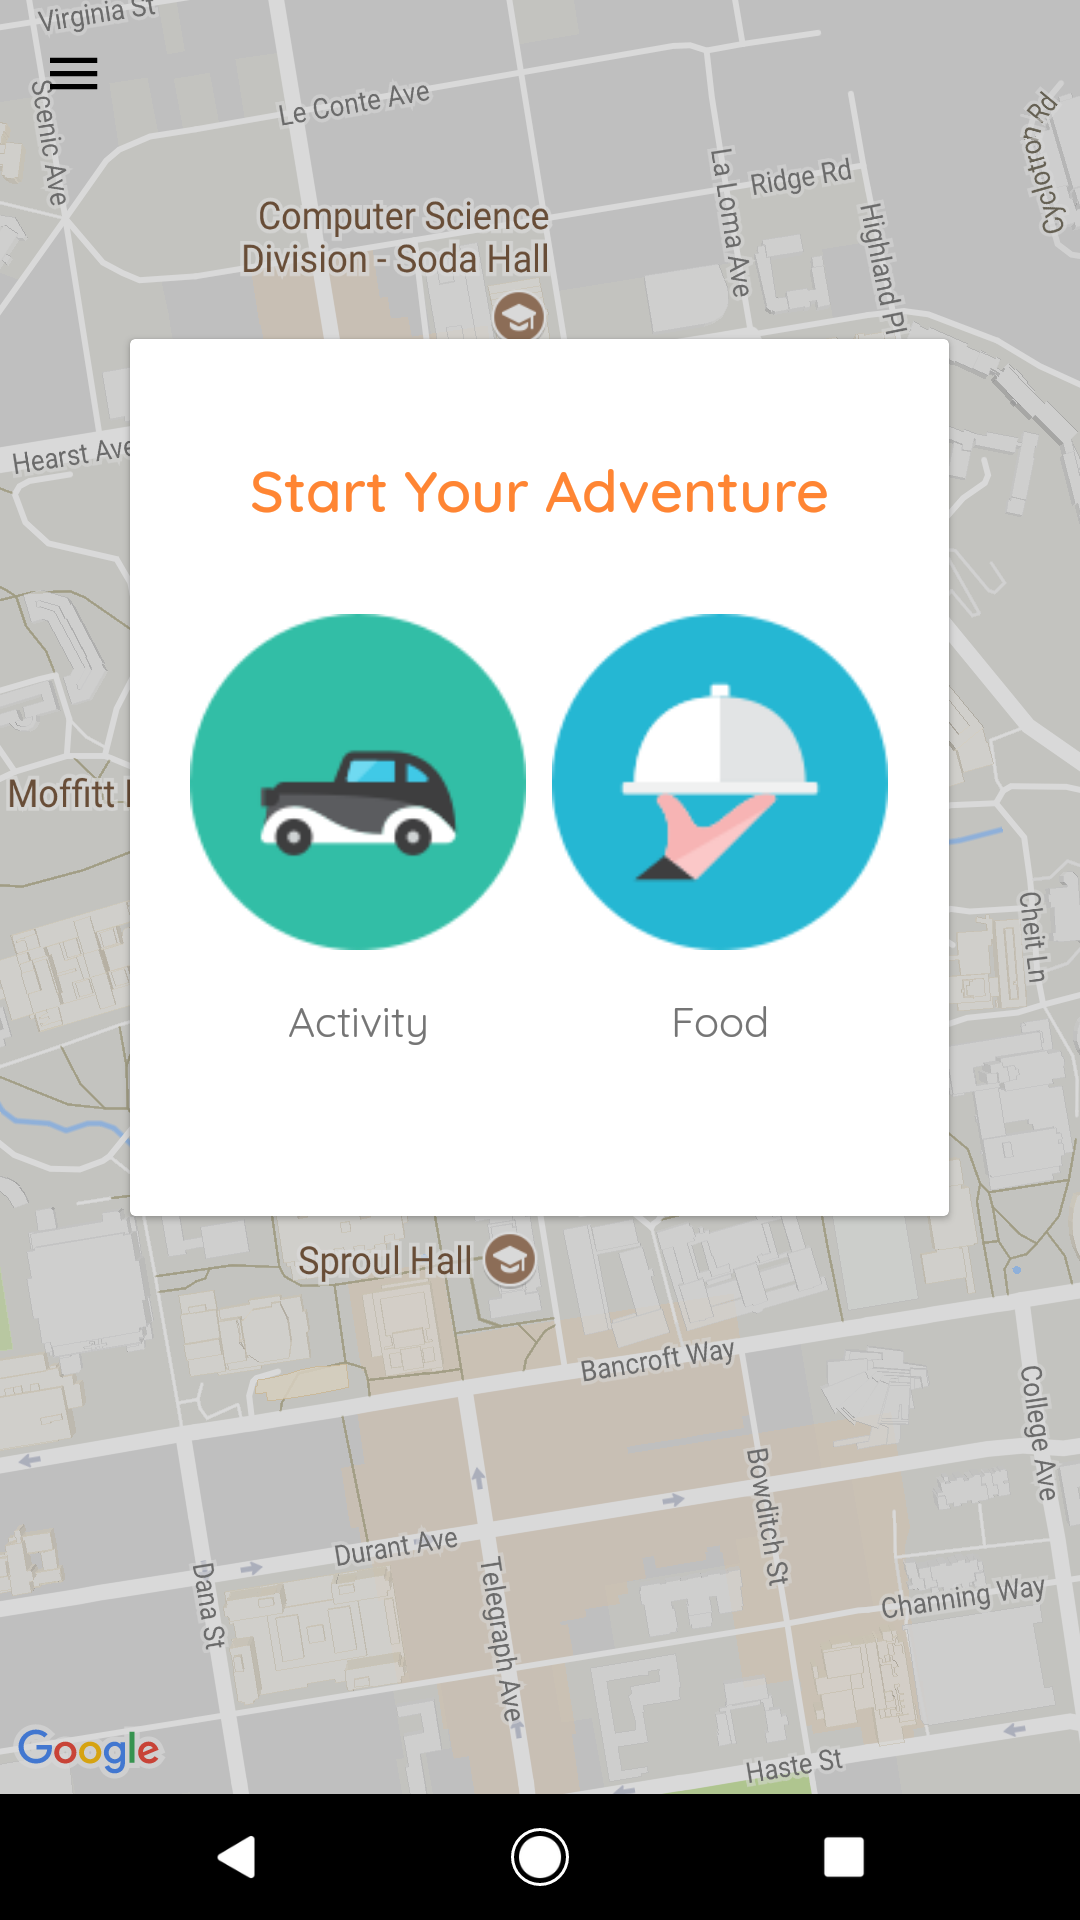 Virginia St
Scenic Ave
Le Conte Ave
Cyclotron Rd
La Loma Ave
Ridge Rd
Highland Pl
Computer Science
Division - Soda Hall
Hearst Ave
Start Your Adventure
Moffitt
Cheit Ln
Activity
Food
Sproul Hall
Bancroft Way
College Ave
Bowditch St
Durant Ave
Dana St
Telegraph Ave
Channing Way
Google
Haste St